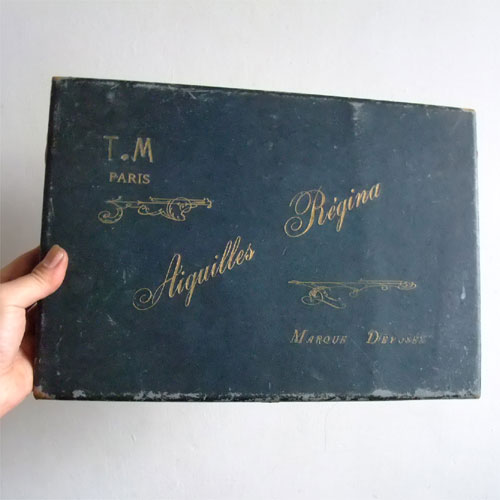 T.M
PARIS
Aiguilles Régina
MARQUE DÉPOSÉE